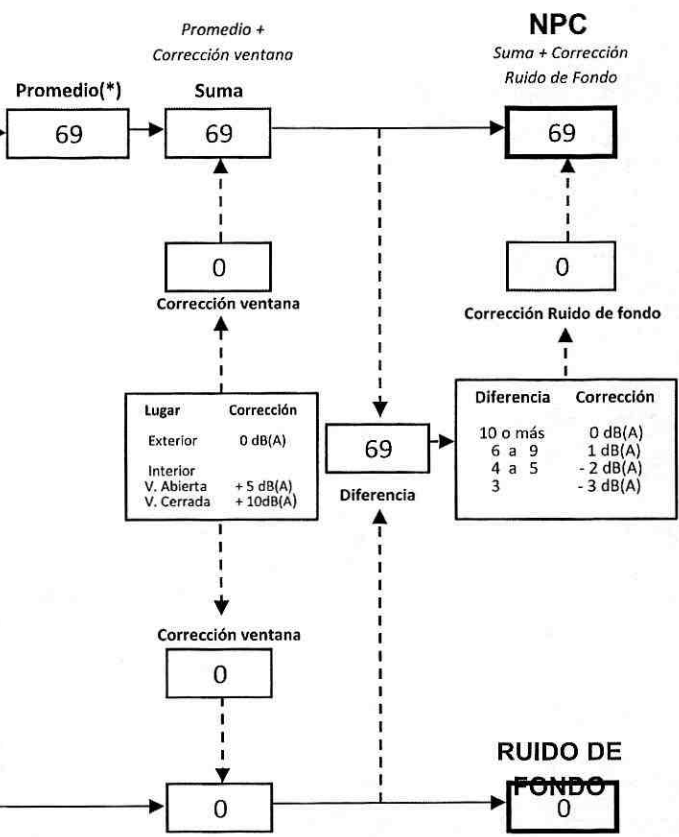 Promedio +
Corrección ventana
NPC
Suma + Corrección
Ruido de Fondo
Promedio(*)
Suma
69
69
69
0
0
Corrección ventana
Corrección Ruido de fondo
Lugar Corrección
Exterior 0 dB(A)
Interior
V. Abierta + 5 dB(A)
V. Cerrada + 10dB(A)
69
Diferencia
Diferencia Corrección
10 o más 0 dB(A)
6 a 9 1 dB(A)
4 a 5 - 2 dB(A)
3 - 3 dB(A)
Corrección ventana
0
RUIDO DE
FONDO
0
0